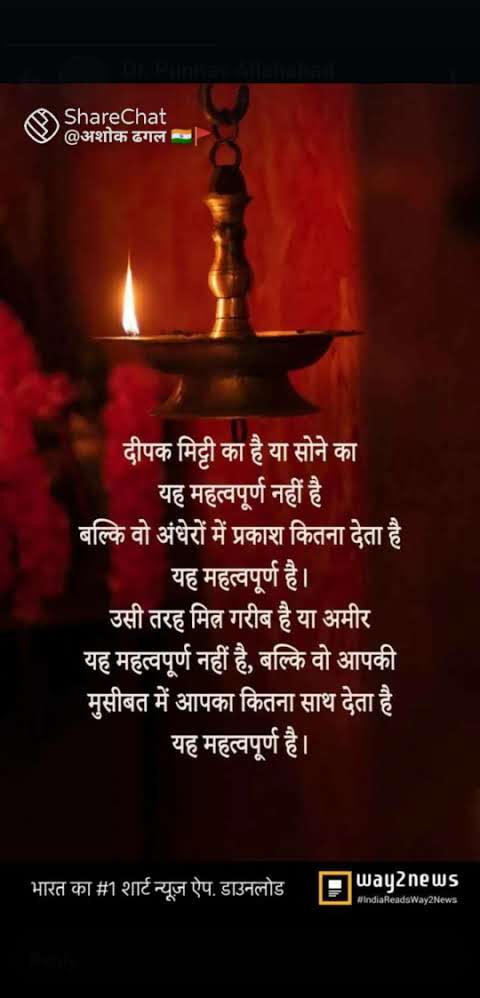 ShareChat
@अशोक ढगल
दीपक मिट्टी का है या सोने का
यह महत्वपूर्ण नहीं है
बल्कि वो अंधेरों में प्रकाश कितना देता है
यह महत्वपूर्ण है।
उसी तरह मित्र गरीब है या अमीर
यह महत्वपूर्ण नहीं है, बल्कि वो आपकी
मुसीबत में आपका कितना साथ देता है
यह महत्वपूर्ण है।
भारत का #1 शार्ट न्यूज़ ऐप. डाउनलोड
way2news
#IndiaReadsWay2News